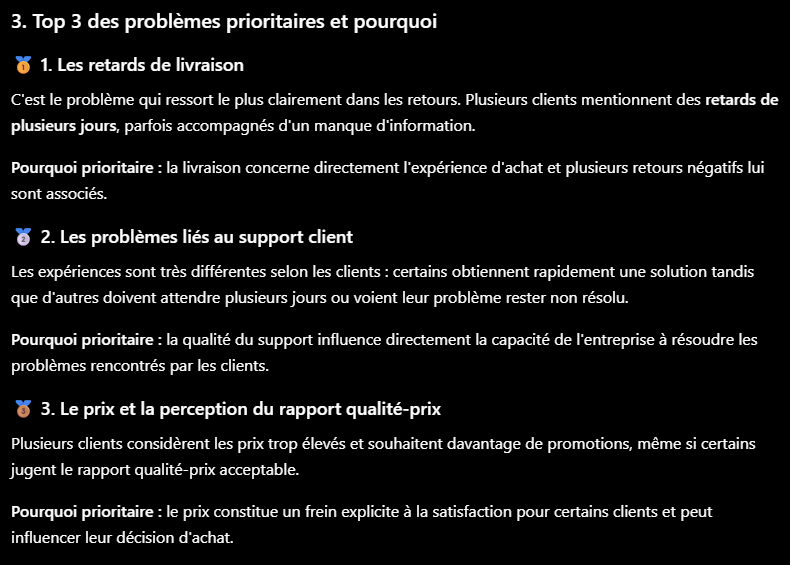 3. Top 3 des problèmes prioritaires et pourquoi
🥇 1. Les retards de livraison
C'est le problème qui ressort le plus clairement dans les retours. Plusieurs clients mentionnent des retards de
plusieurs jours, parfois accompagnés d'un manque d'information.
Pourquoi prioritaire : la livraison concerne directement l'expérience d'achat et plusieurs retours négatifs lui
sont associés.
🥈 2. Les problèmes liés au support client
Les expériences sont très différentes selon les clients : certains obtiennent rapidement une solution tandis
que d'autres doivent attendre plusieurs jours ou voient leur problème rester non résolu.
Pourquoi prioritaire : la qualité du support influence directement la capacité de l'entreprise à résoudre les
problèmes rencontrés par les clients.
🥉 3. Le prix et la perception du rapport qualité-prix
Plusieurs clients considèrent les prix trop élevés et souhaitent davantage de promotions, même si certains
jugent le rapport qualité-prix acceptable.
Pourquoi prioritaire : le prix constitue un frein explicite à la satisfaction pour certains clients et peut
influencer leur décision d'achat.